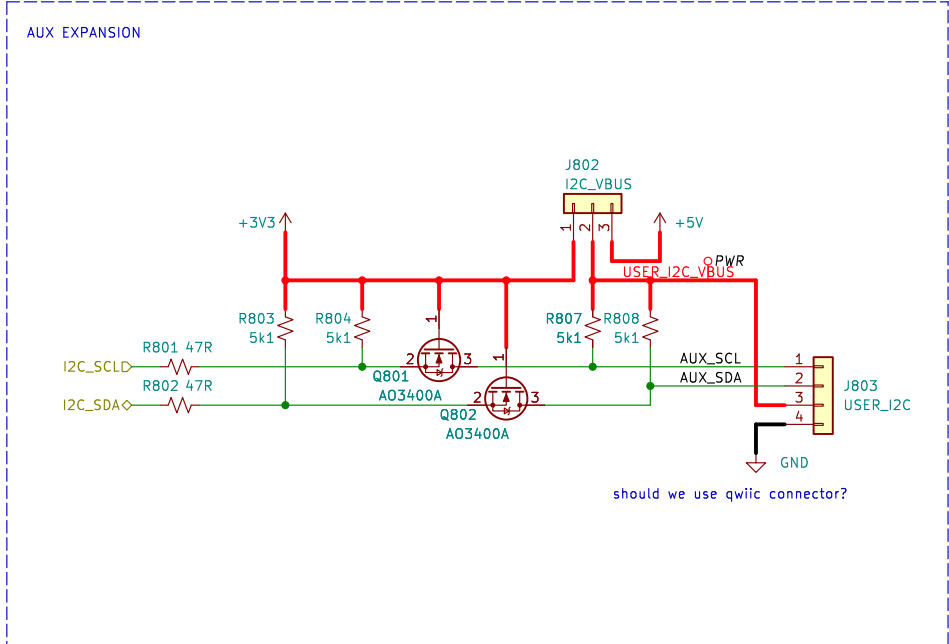 AUX EXPANSION
J802
I2C_VBUS
1
2
3
+3V3
+5V
PWR
USER_I2C_VBUS
R803
5k1
R804
5k1
1
R807
5k1
R808
5k1
R801 47R
I2C_SCL
2
3
1
AUX_SCL
1
Q801
AO3400A
R802 47R
AUX_SDA
2
J803
I2C_SDA
2
3
3
USER_I2C
Q802
AO3400A
4
GND
should we use qwiic connector?